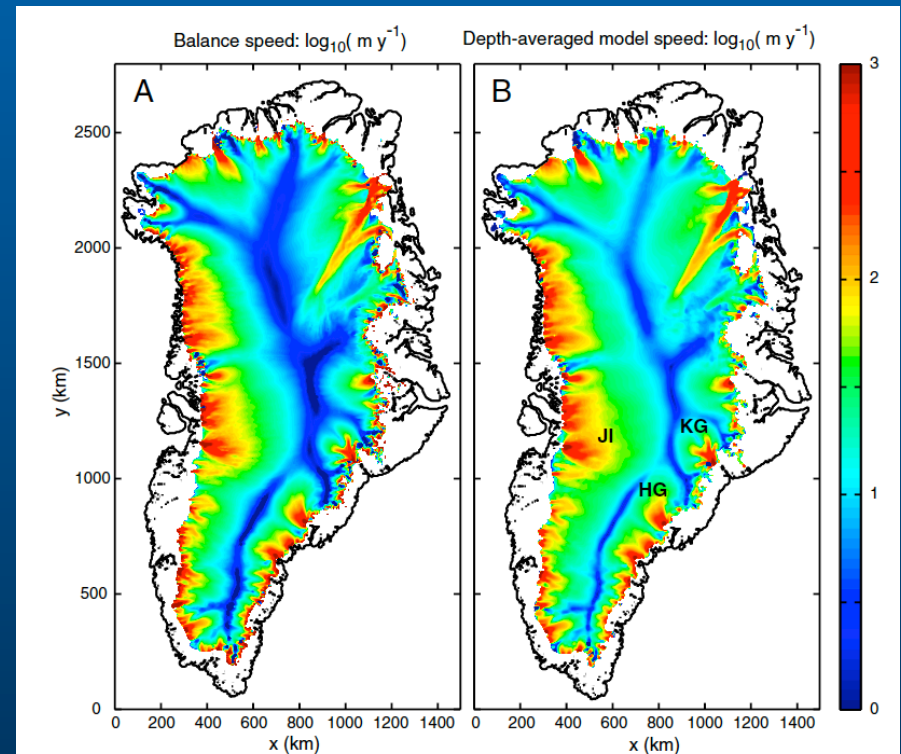 Balance speed: log10( m y-1)
Depth-averaged model speed: log10( m y-1)
A
B
3
2
1
0
2500
2000
1500
1000
500
0
y (km)
JI
KG
HG
0 200 400 600 800 1000 1200 1400
0 200 400 600 800 1000 1200 1400
x (km)
x (km)